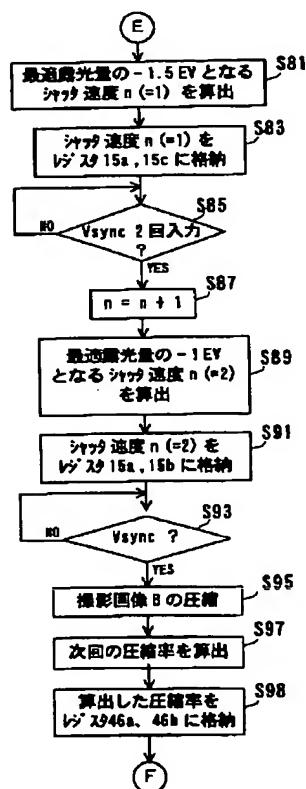 E
S81
最適露光量の-1.5EVとなる
シャッタ速度n(=1)を算出
S83
シャッタ速度n(=1)を
レジスタ15a,15cに格納
S85
Vsync 2回入力
?
NO
YES
S87
n=n+1
S89
最適露光量の-1EV
となるシャッタ速度n(=2)
を算出
S91
シャッタ速度n(=2)を
レジスタ15a,15bに格納
S93
Vsync ?
NO
YES
S95
撮影画像Bの圧縮
S97
次回の圧縮率を算出
S98
算出した圧縮率を
レジスタ46a、46bに格納
F